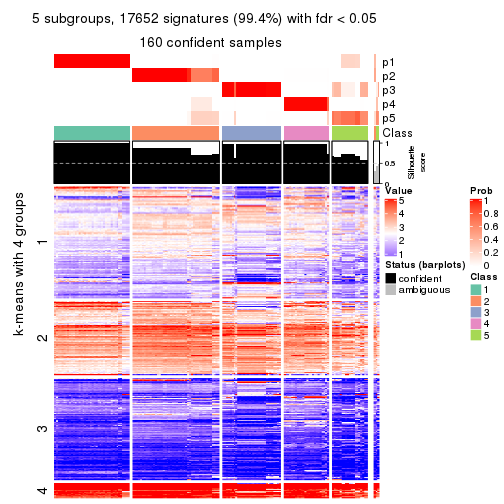 5 subgroups, 17652 signatures (99.4%) with fdr < 0.05
160 confident samples
p1
p2
p3
p4
p5
Class
1
0.5
0
Silhouette
score
k-means with 4 groups
1
2
3
4
Value
5
4
3
2
1
Status (barplots)
confident
ambiguous
Prob
1
0.8
0.6
0.4
0.2
0
Class
1
2
3
4
5